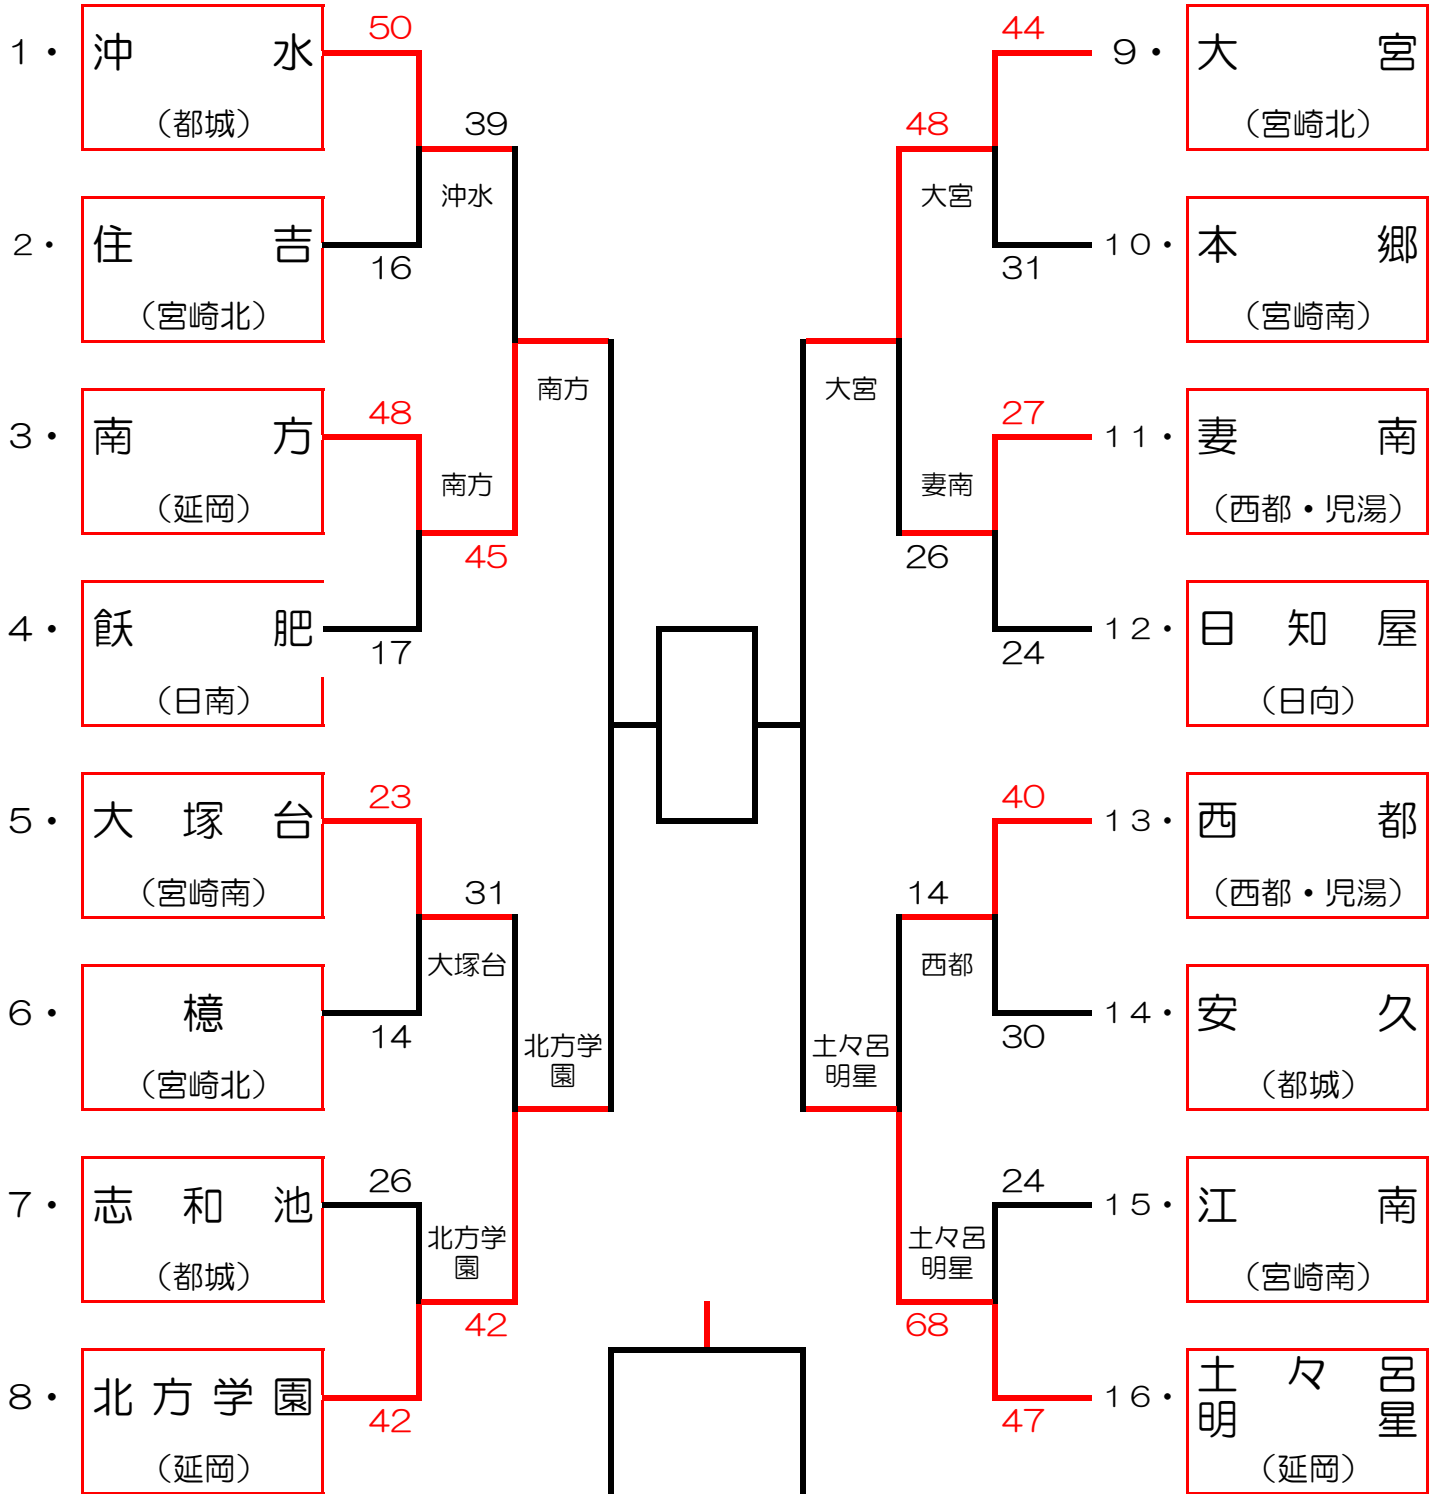 1・ 沖水
(都城)
50
39
沖水
2・ 住吉
(宮崎北)
16
南方
3・ 南方
(延岡)
48
南方
45
4・ 飫肥
(日南)
17
5・ 大塚台
(宮崎南)
23
31
大塚台
6・ 檍
(宮崎北)
14
北方学
園
7・ 志和池
(都城)
26
北方学
園
42
8・ 北方学園
(延岡)
42
44
9・ 大宮
(宮崎北)
48
大宮
10・ 本郷
(宮崎南)
31
大宮
27
11・ 妻南
(西都・児湯)
妻南
26
12・ 日知屋
(日向)
24
40
13・ 西都
(西都・児湯)
14
西都
14・ 安久
(都城)
30
土々呂
明星
24
15・ 江南
(宮崎南)
土々呂
明星
68
16・ 土々呂
明星
(延岡)
47